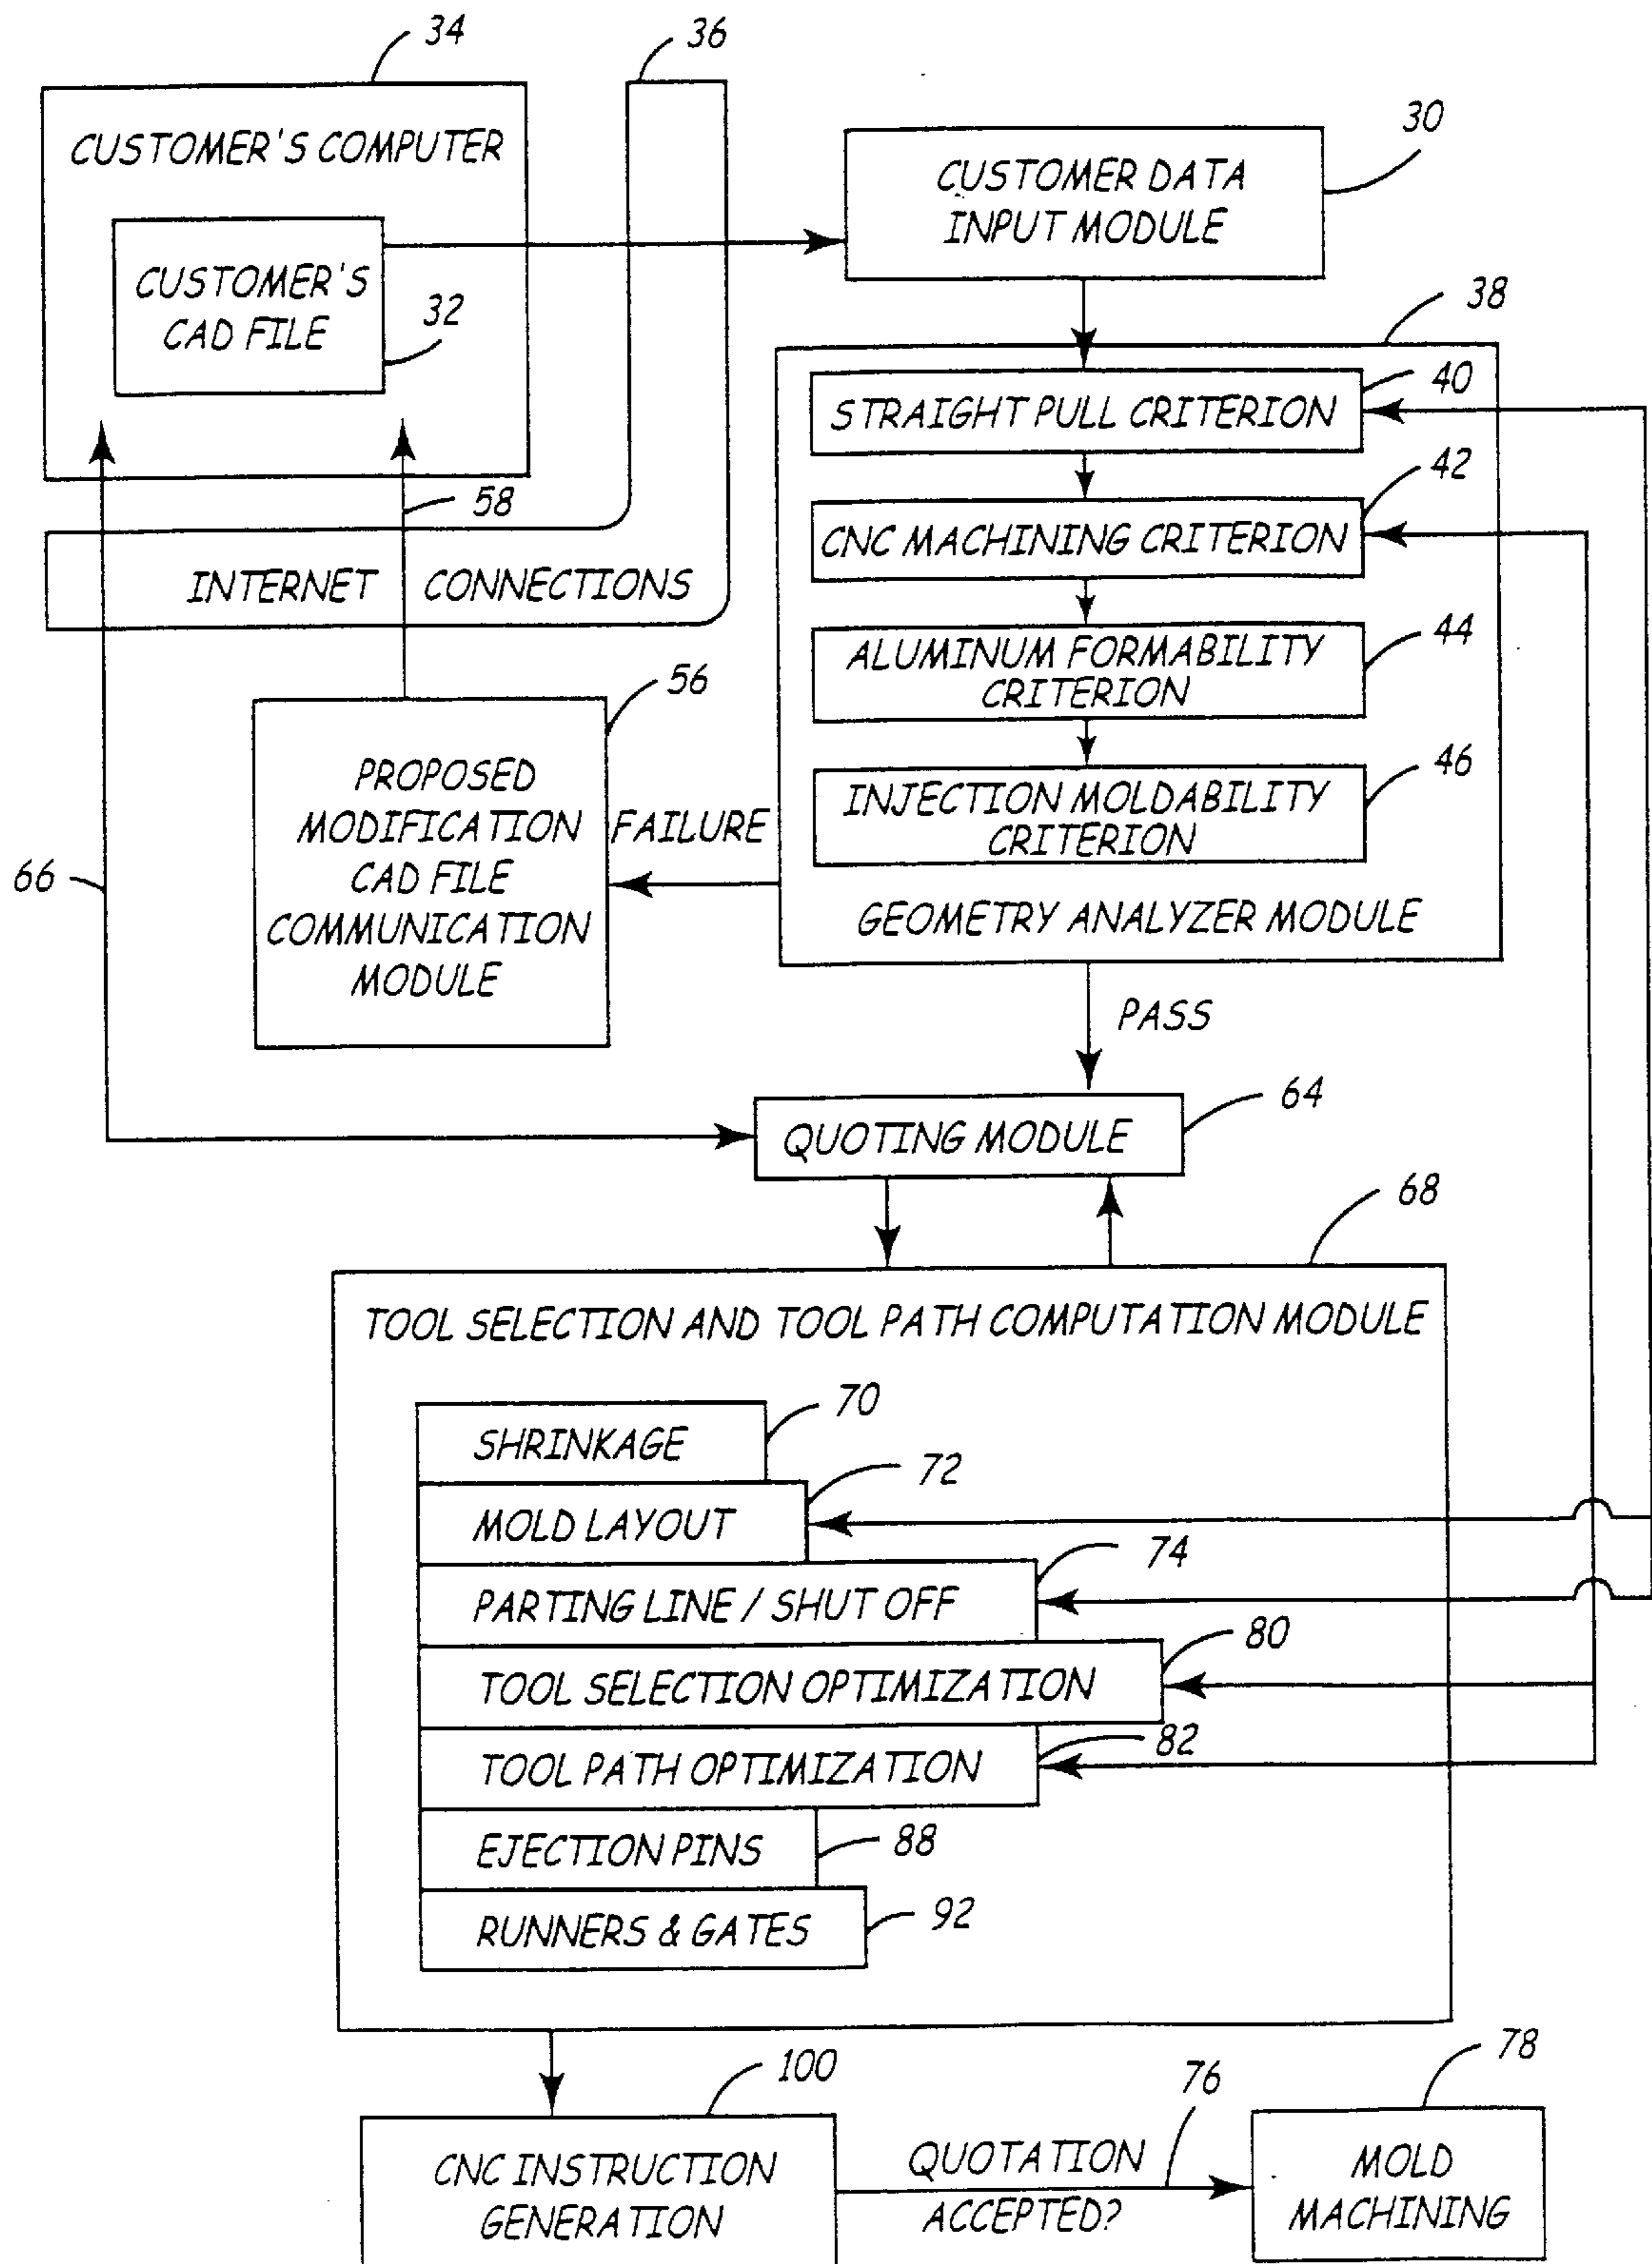 34
36
CUSTOMER'S COMPUTER
30
CUSTOMER DATA
INPUT MODULE
CUSTOMER'S
CAD FILE
32
38
STRAIGHT PULL CRITERION
40
42
58
CNC MACHINING CRITERION
INTERNET CONNECTIONS
ALUMINUM FORMABILITY
CRITERION
44
56
PROPOSED
MODIFICATION
CAD FILE
COMMUNICATION
MODULE
FAILURE
INJECTION MOLDABILITY
CRITERION
46
66
GEOMETRY ANALYZER MODULE
PASS
64
QUOTING MODULE
68
TOOL SELECTION AND TOOL PATH COMPUTATION MODULE
70
SHRINKAGE
72
MOLD LAYOUT
74
PARTING LINE / SHUT OFF
80
TOOL SELECTION OPTIMIZATION
82
TOOL PATH OPTIMIZATION
EJECTION PINS
88
RUNNERS & GATES
92
100
76
78
CNC INSTRUCTION
GENERATION
QUOTATION
ACCEPTED?
MOLD
MACHINING